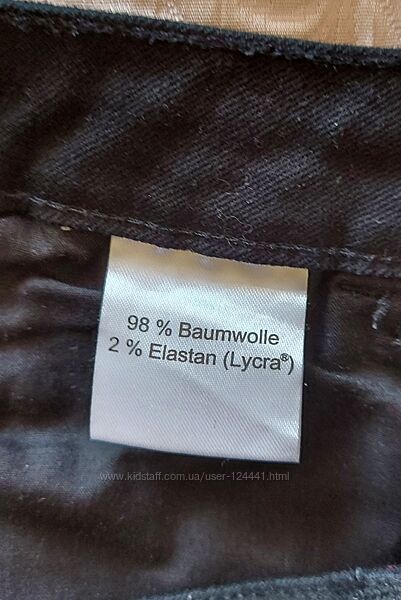 98 % Baumwolle
2 % Elastan (Lycra®)
www.kidstaff.com.ua/user-124441.html